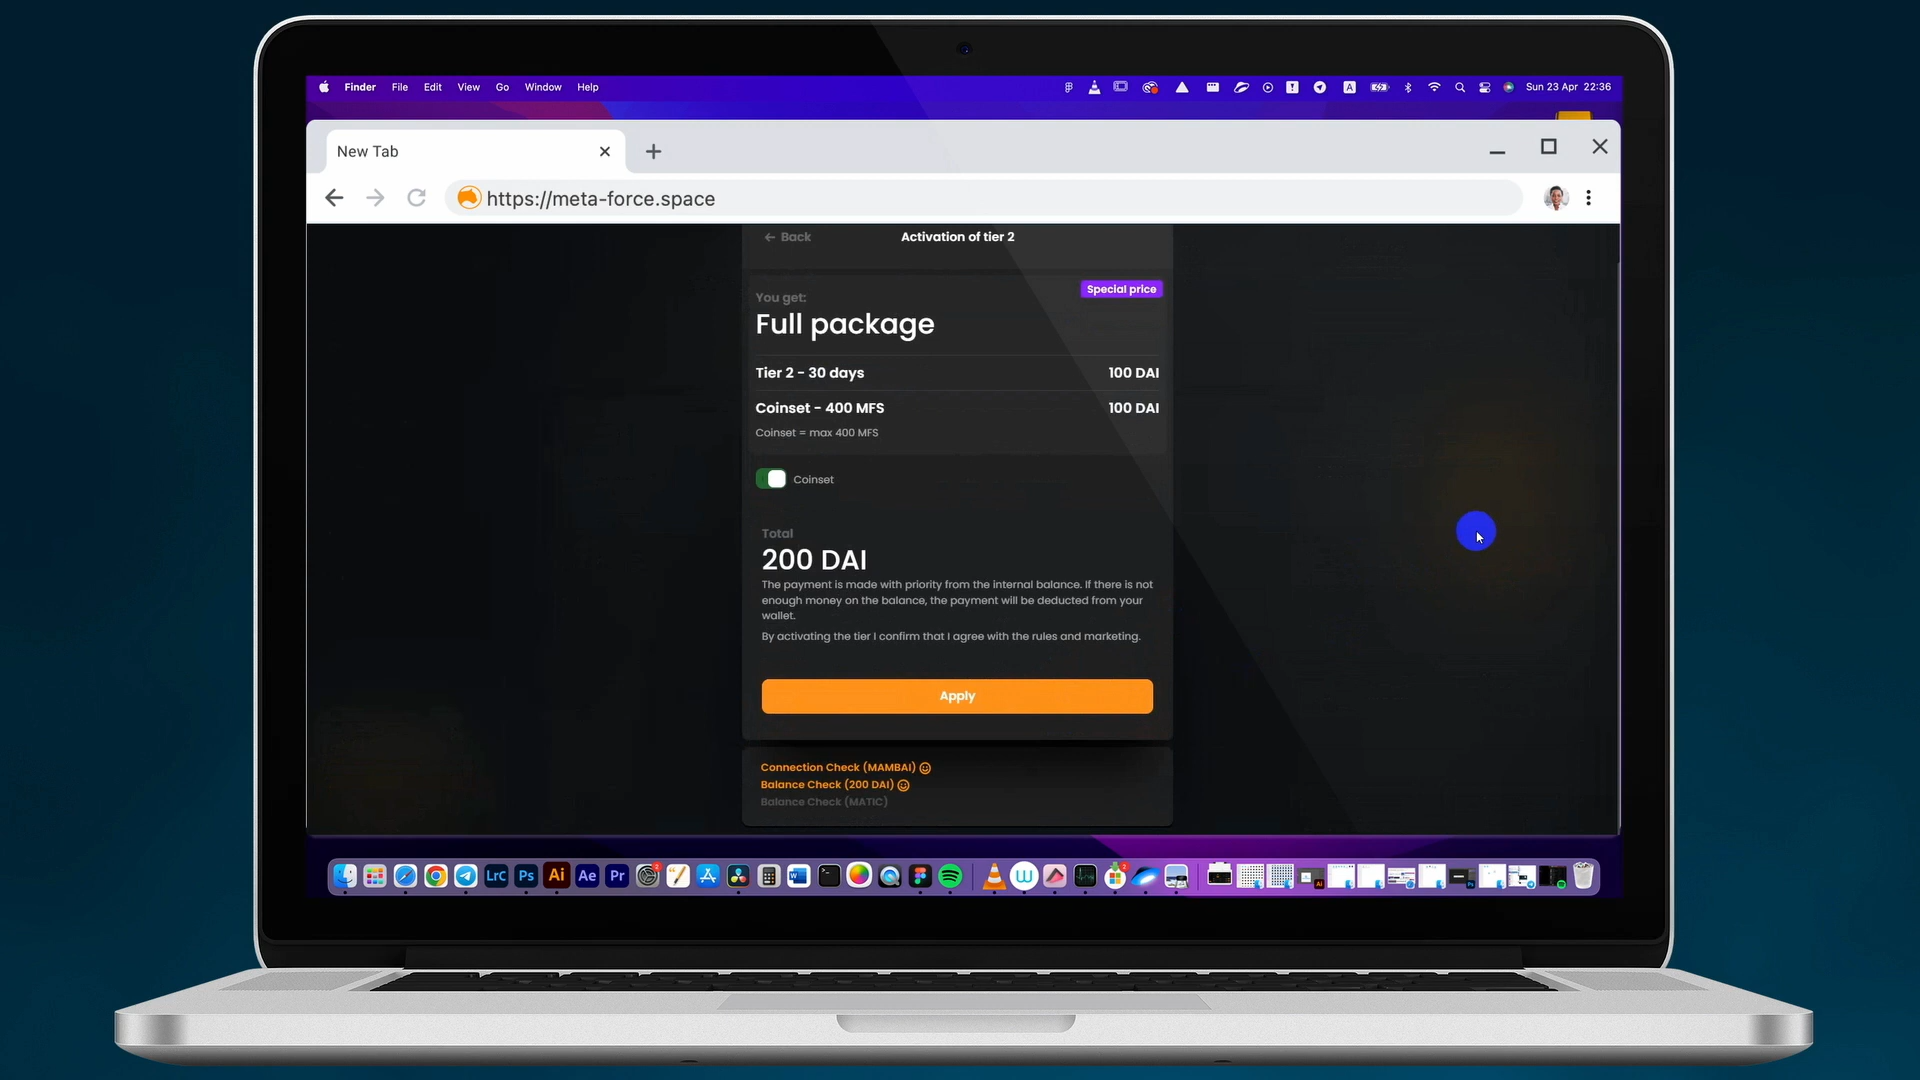 Finder File Edit View Go Window Help
A
Sun 23 Apr 22:36
New Tab
https://meta-force.space
Back
Activation of tier 2
Special price
You get:
Full package
Tier 2 - 30 days
100 DAI
Coinset - 400 MFS
100 DAI
Coinset = max 400 MFS
Coinset
Total
200 DAI
The payment is made with priority from the internal balance. If there is not
enough money on the balance, the payment will be deducted from your
wallet.
By activating the tier I confirm that I agree with the rules and marketing.
Apply
Connection Check (MAMBAI)
Balance Check (200 DAI)
Balance Check (MATIC)
LrC Ps Ai Ae Pr